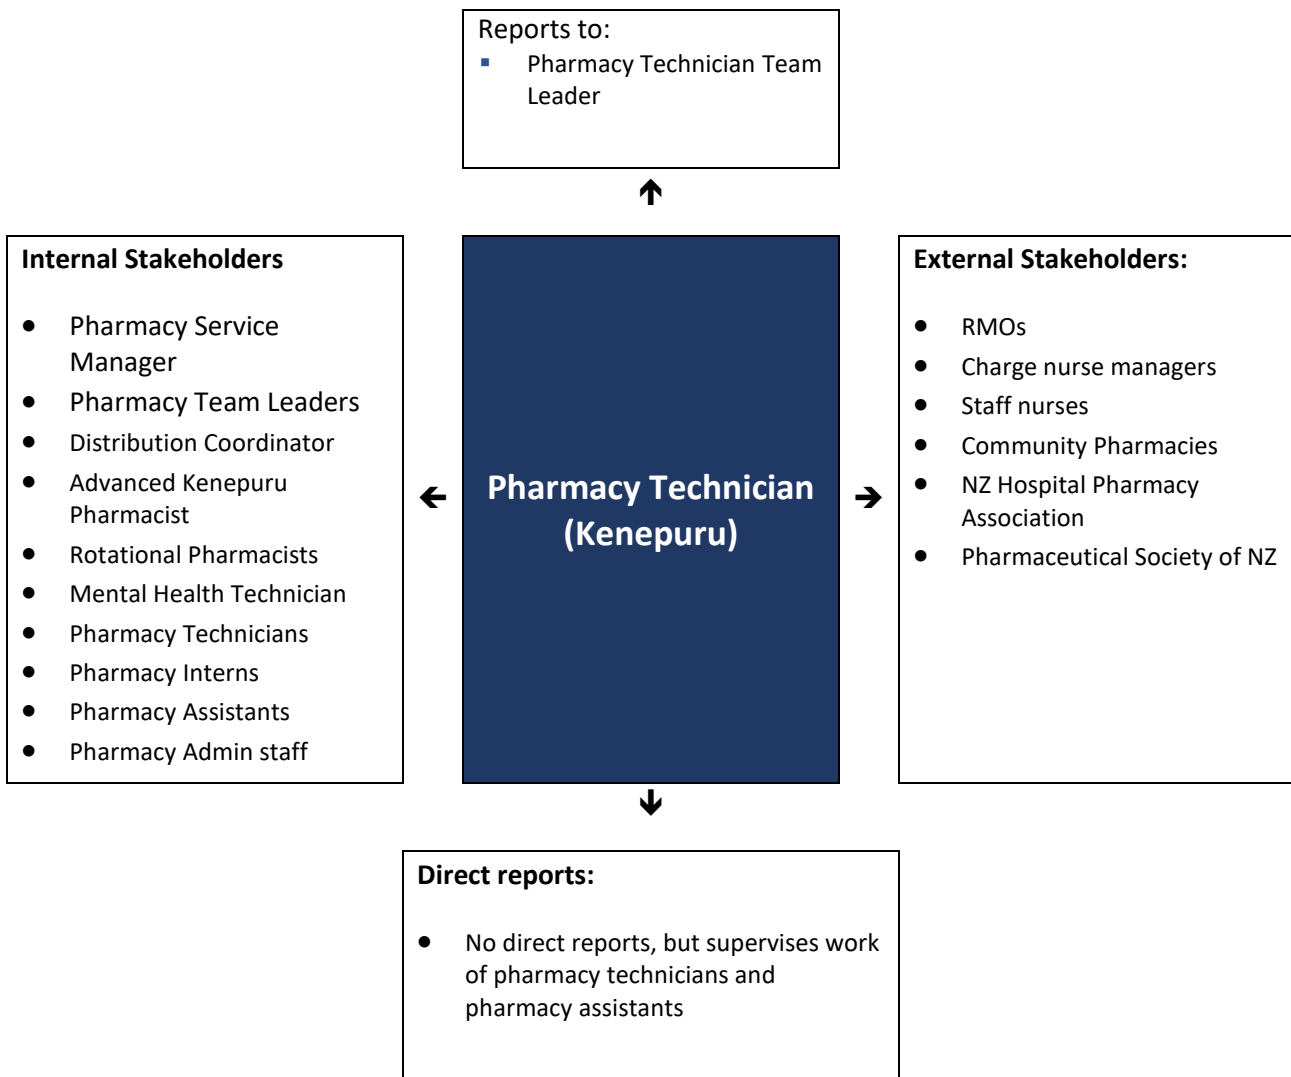 Reports to:
▪ Pharmacy Technician Team
Leader
Internal Stakeholders
● Pharmacy Service
Manager
● Pharmacy Team Leaders
● Distribution Coordinator
● Advanced Kenepuru
Pharmacist
● Rotational Pharmacists
● Mental Health Technician
● Pharmacy Technicians
● Pharmacy Interns
● Pharmacy Assistants
● Pharmacy Admin staff
Pharmacy Technician
(Kenepuru)
External Stakeholders:
● RMOs
● Charge nurse managers
● Staff nurses
● Community Pharmacies
● NZ Hospital Pharmacy
Association
● Pharmaceutical Society of NZ
Direct reports:
● No direct reports, but supervises work
of pharmacy technicians and
pharmacy assistants